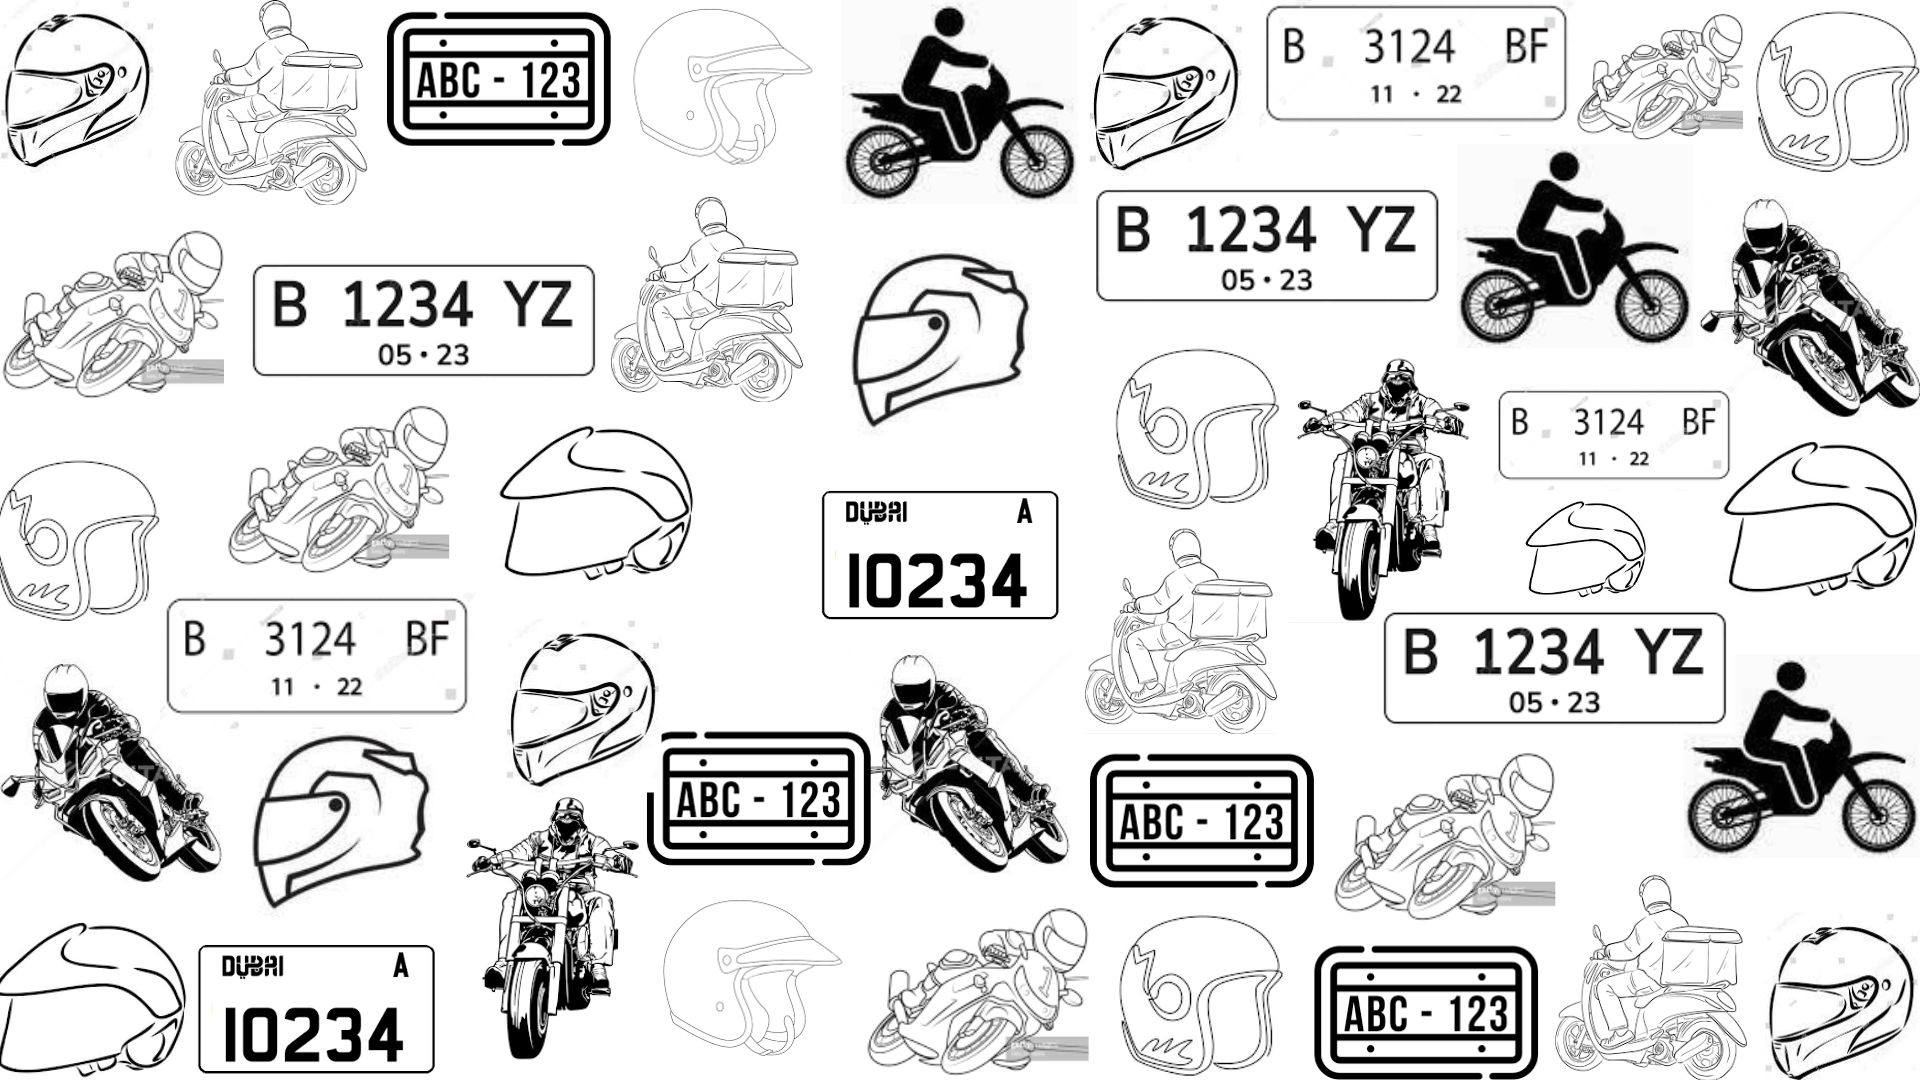 ABC - 123
B 3124 BF
11 · 22
B 1234 YZ
05 · 23
B 1234 YZ
05 · 23
B 3124 BF
11 · 22
DUBAI A
10234
B 3124 BF
11 · 22
B 1234 YZ
05 · 23
ABC - 123
ABC - 123
DUBAI A
10234
ABC - 123